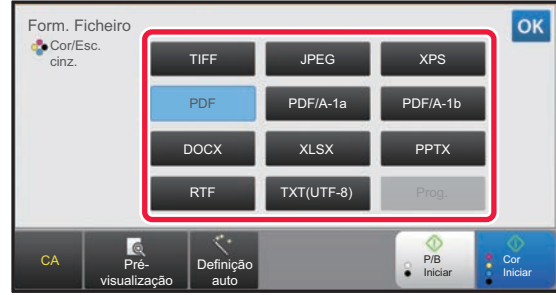 Form. Ficheiro
OK
Cor/Esc.
cinz.
TIFF
JPEG
XPS
PDF
PDF/A-1a
PDF/A-1b
DOCX
XLSX
PPTX
RTF
TXT(UTF-8)
Prog.
CA
Pré-
visualização
Definição
auto
P/B
Iniciar
Cor
Iniciar